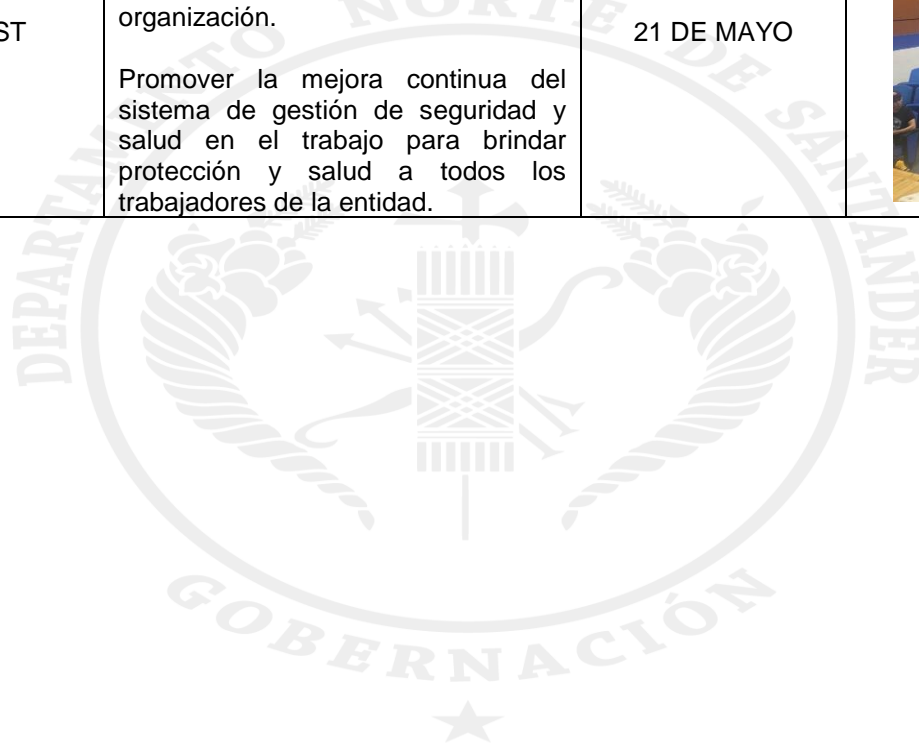 organización.
ST
21 DE MAYO
Promover la mejora continua del
sistema de gestión de seguridad y
salud en el trabajo para brindar
protección y salud a todos los
trabajadores de la entidad.
DEPARTAMENTO NORTE DE SANTANDER
GOBERNACIÓN